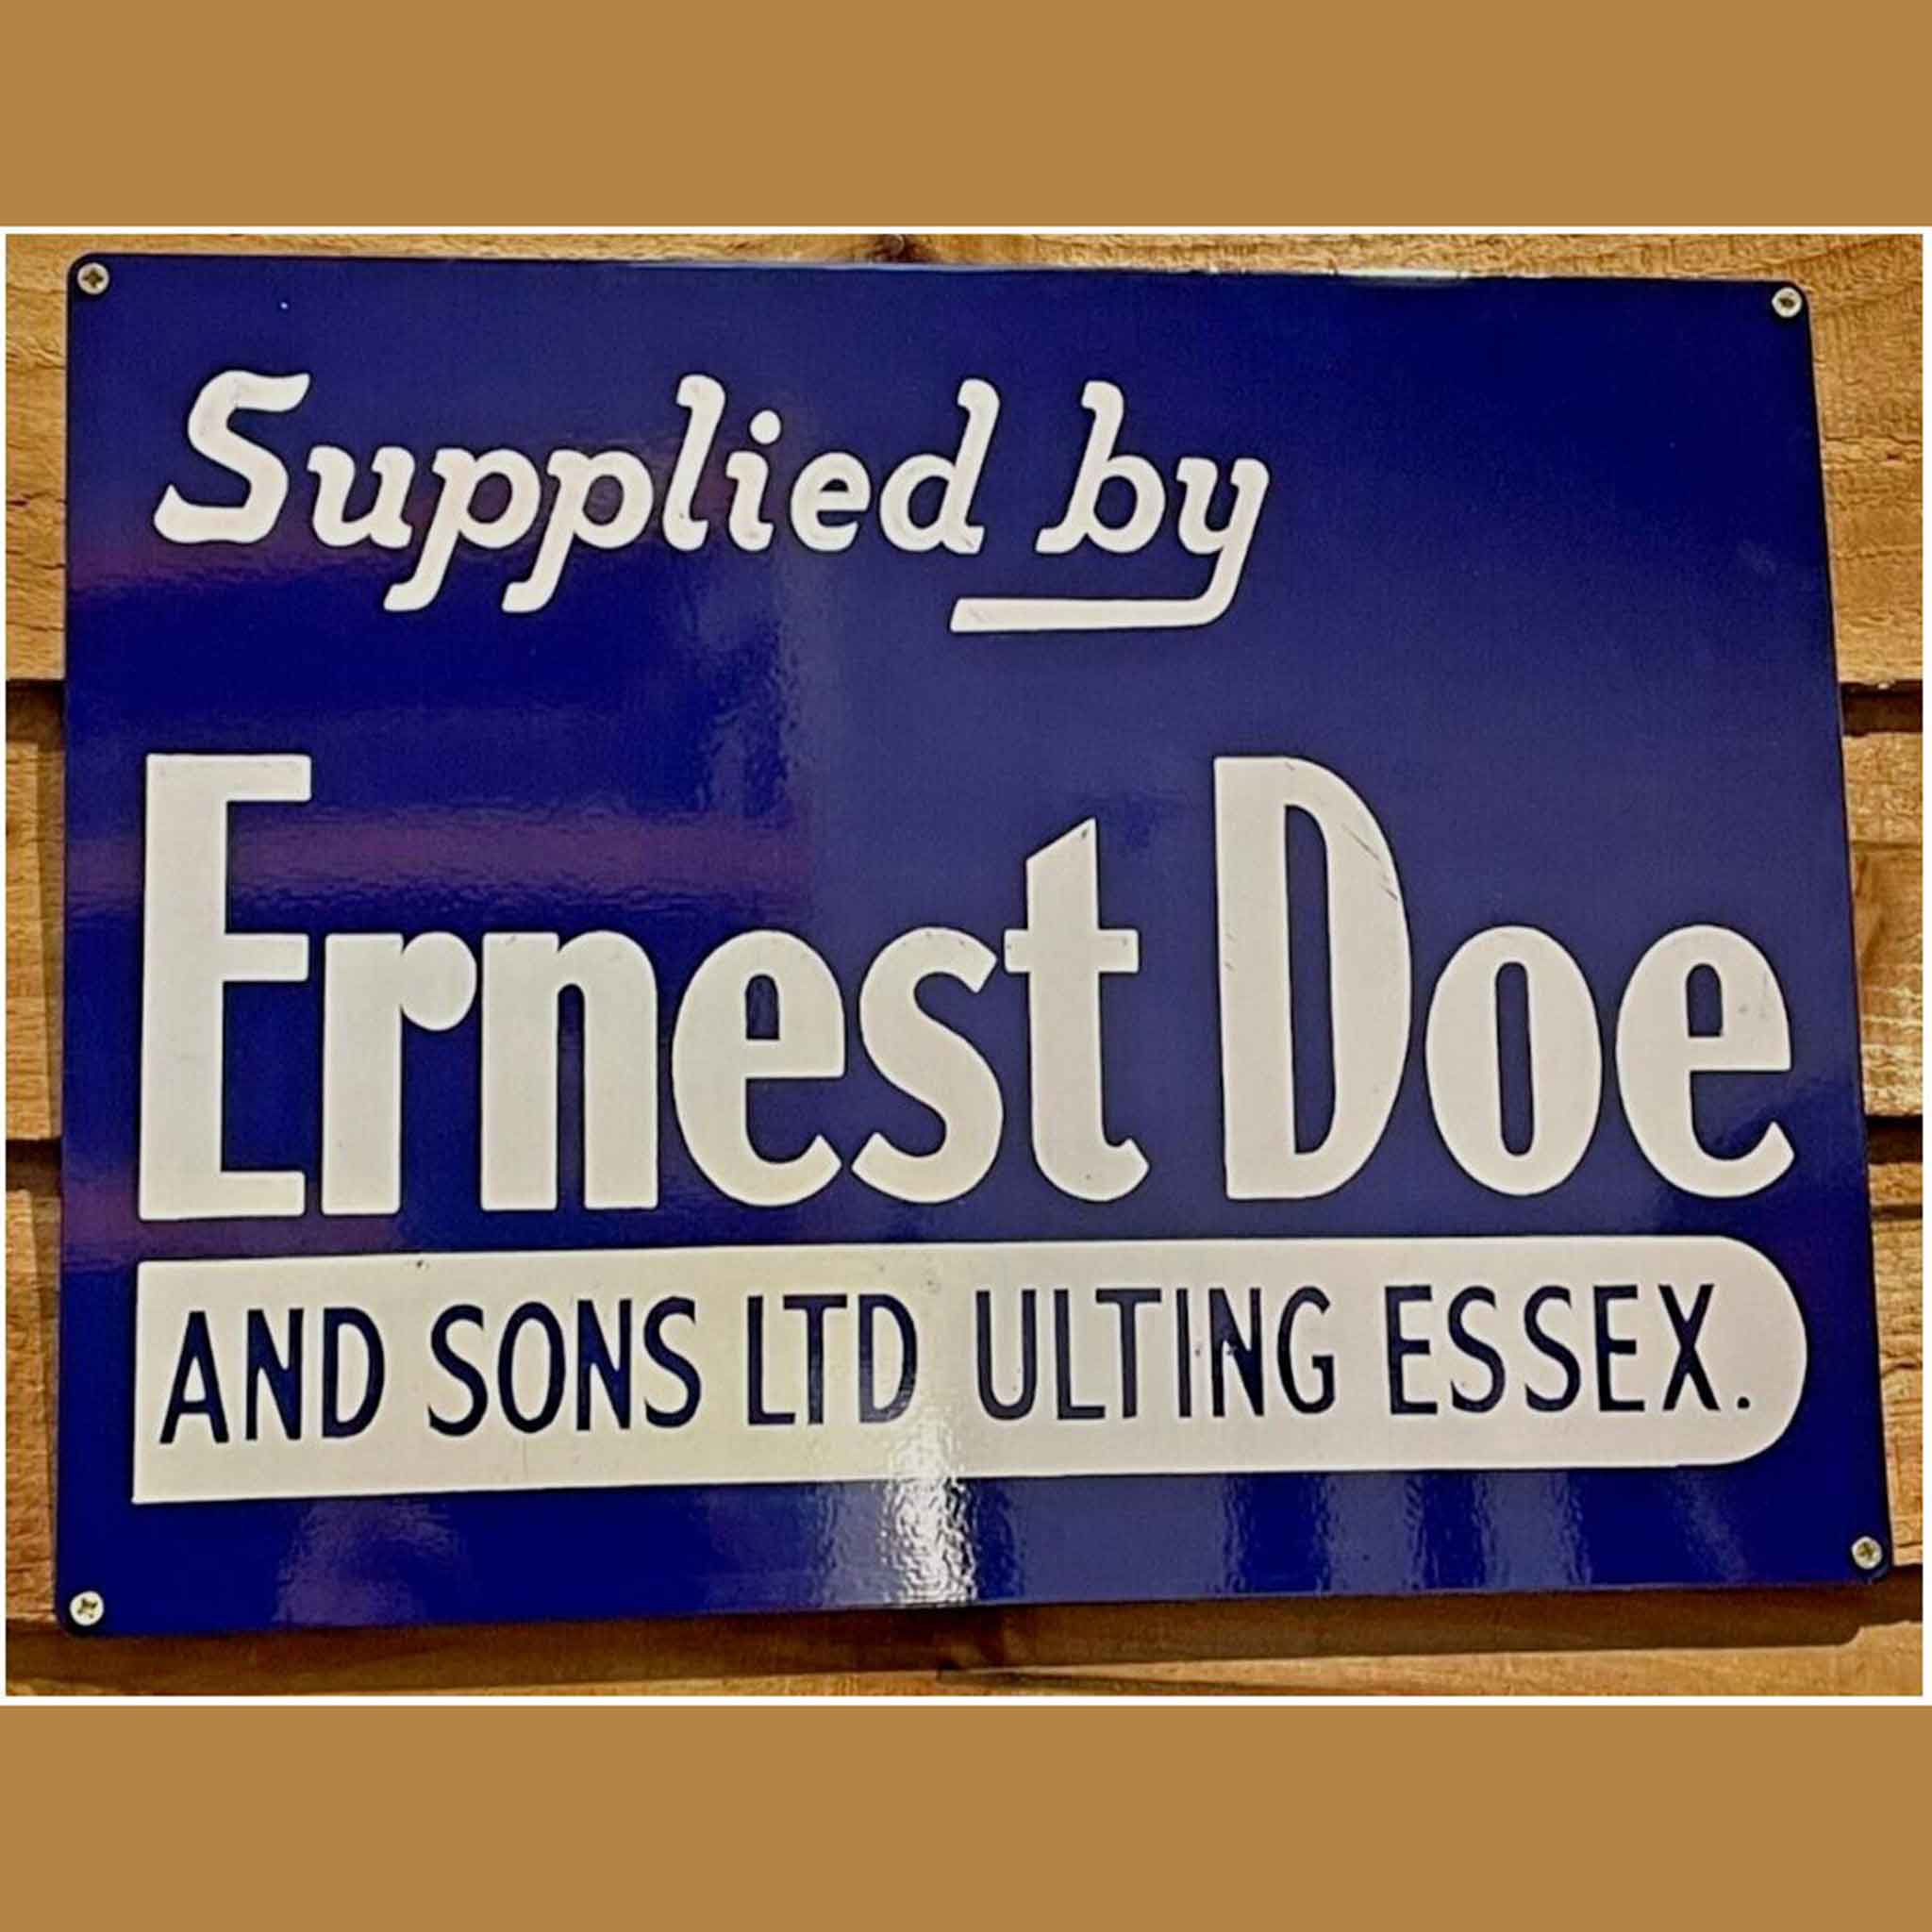 Supplied by
Ernest Doe
AND SONS LTD ULTING ESSEX.